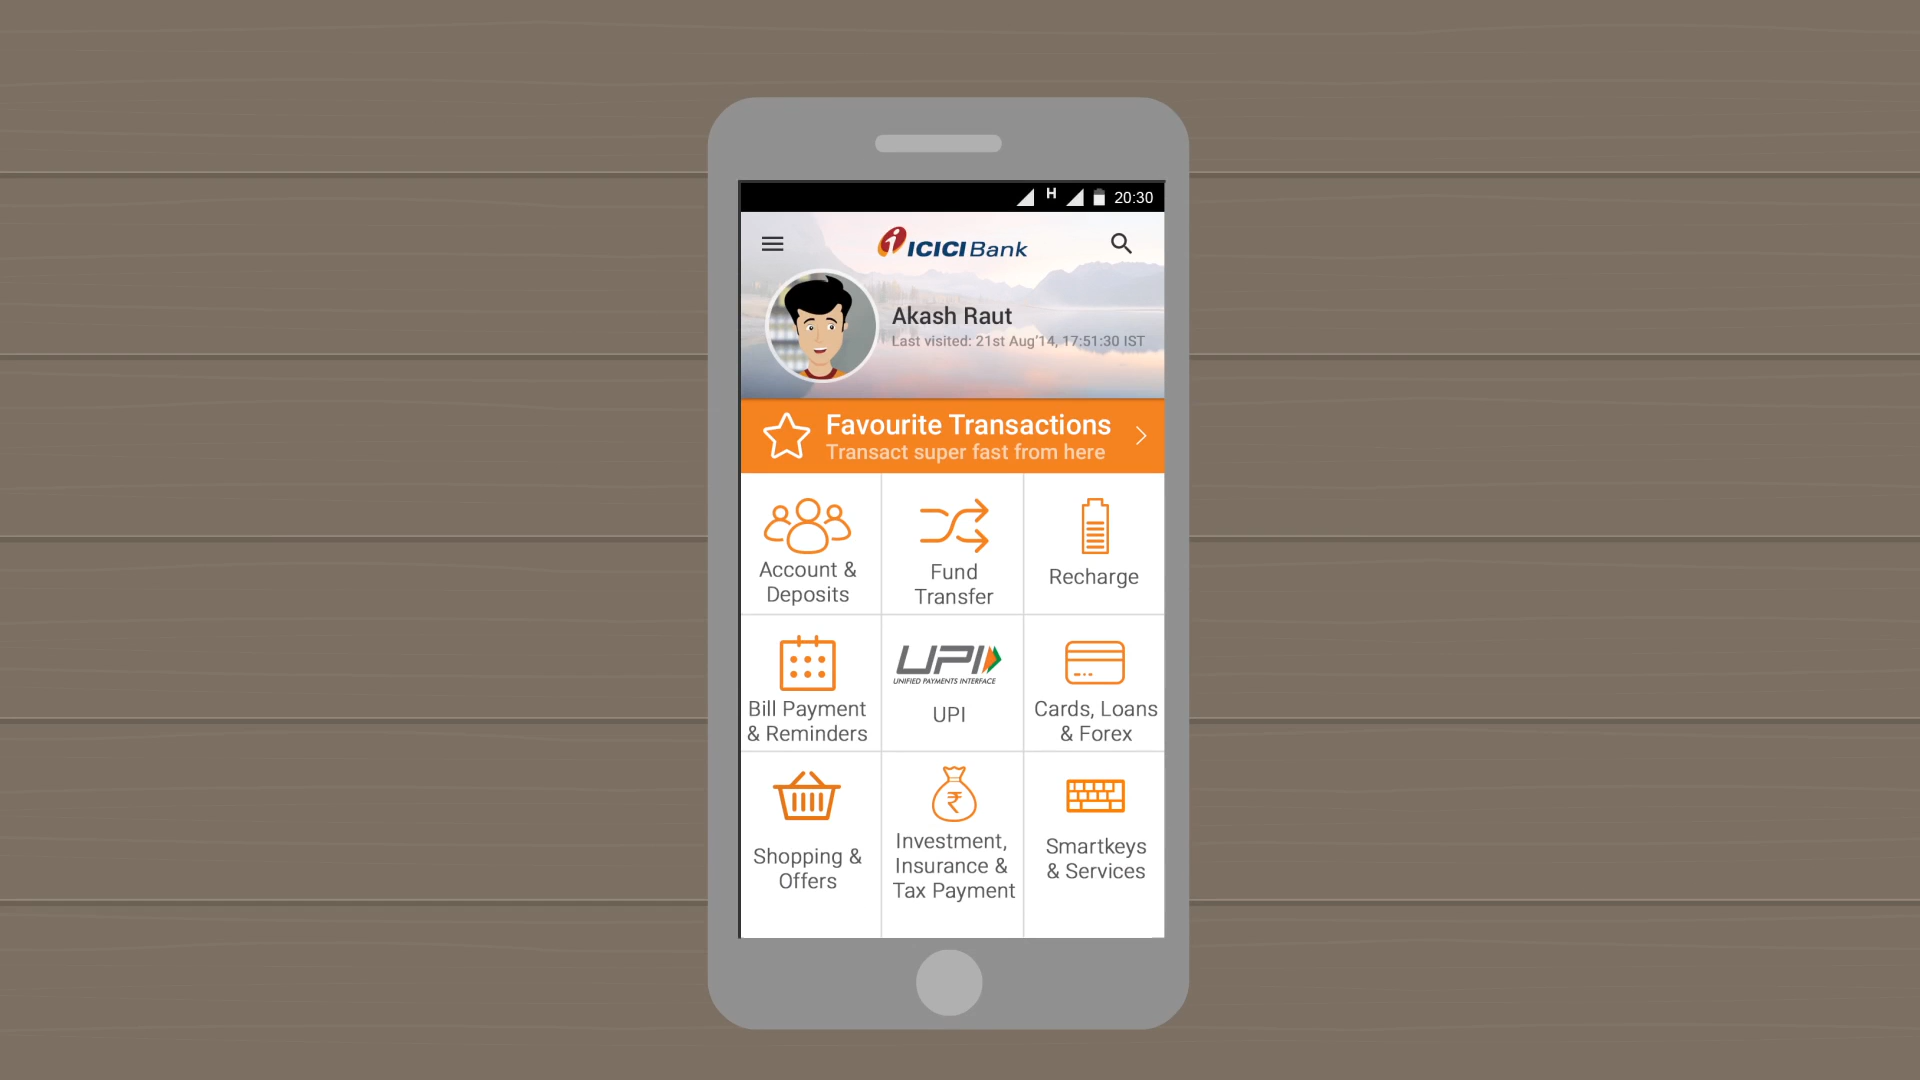 H 20:30
i ICICI Bank
Akash Raut
Last visited: 21st Aug'14, 17:51:30 IST
Favourite Transactions
Transact super fast from here
Account &
Deposits
Fund
Transfer
Recharge
Bill Payment
& Reminders
UPI
UNIFIED PAYMENTS INTERFACE
UPI
Cards, Loans
& Forex
Shopping &
Offers
₹
Investment,
Insurance &
Tax Payment
Smartkeys
& Services